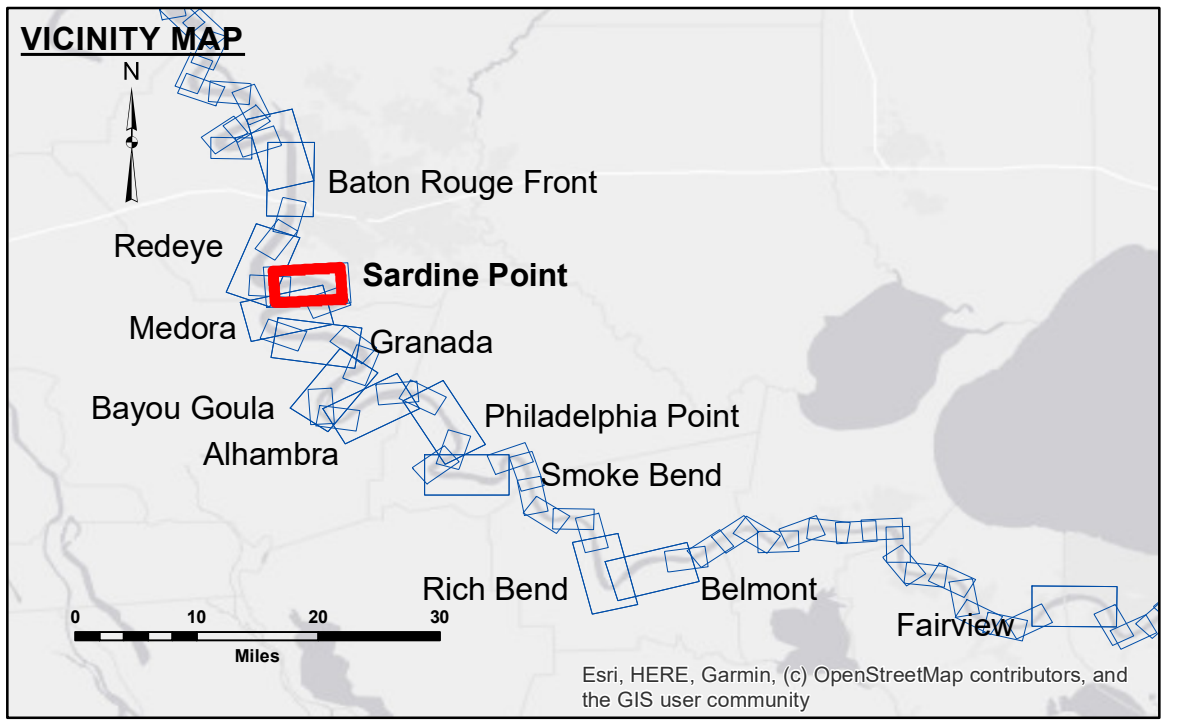 VICINITY MAP
N
Baton Rouge Front
Redeye
Sardine Point
Medora
Granada
Bayou Goula
Philadelphia Point
Alhambra
Smoke Bend
Rich Bend
Belmont
Fairview
0 10 20 30
Miles
Esri, HERE, Garmin, (c) OpenStreetMap contributors, and
the GIS user community